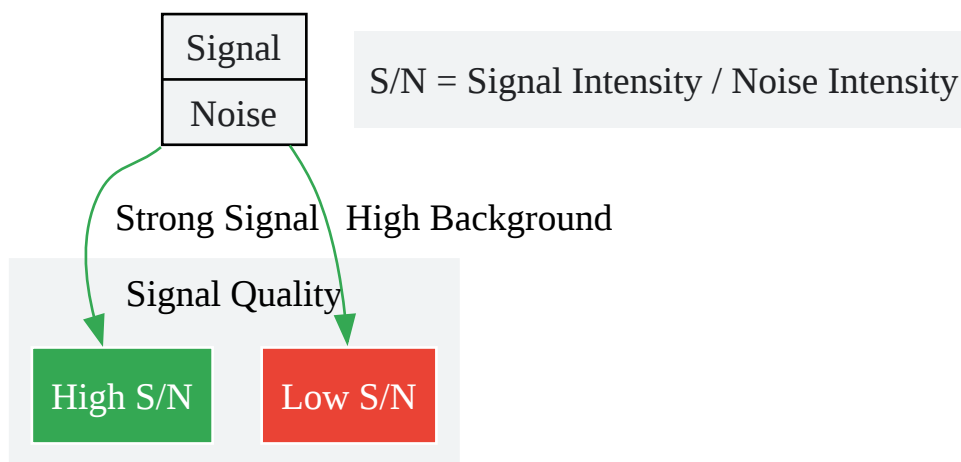 Signal
Noise
S/N = Signal Intensity / Noise Intensity
Strong Signal
High Background
Signal Quality
High S/N
Low S/N